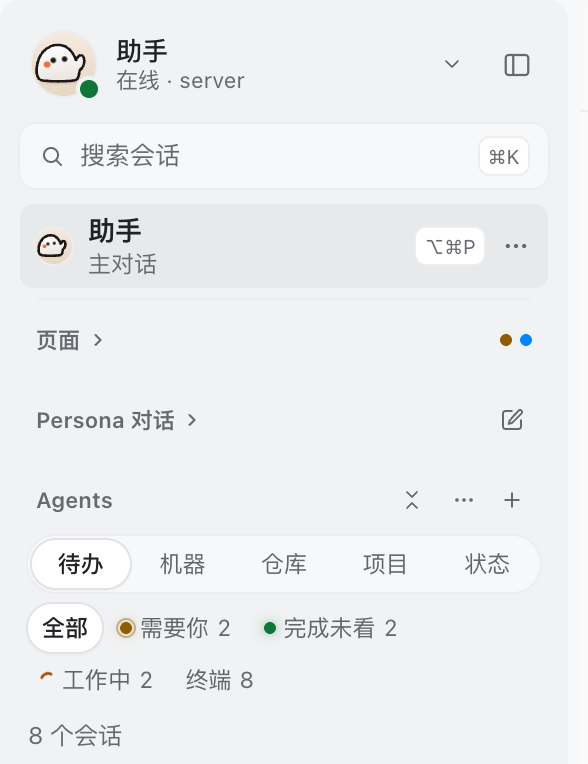 助手
在线 · server
搜索会话 ⌘K
助手
主对话 ⌥⌘P
页面
Persona 对话
Agents
待办 机器 仓库 项目 状态
全部 需要你 2 完成未看 2
工作中 2 终端 8
8 个会话